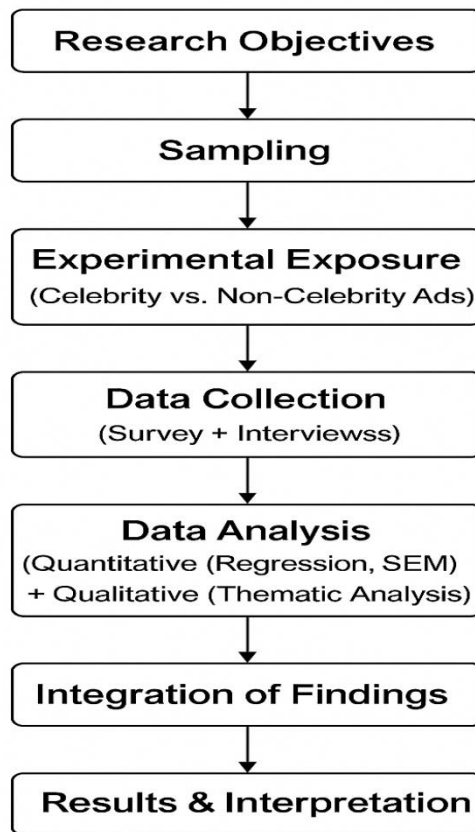 Research Objectives
Sampling
Experimental Exposure
(Celebrity vs. Non-Celebrity Ads)
Data Collection
(Survey + Interviewss)
Data Analysis
(Quantitative (Regression, SEM)
+ Qualitative (Thematic Analysis)
Integration of Findings
Results & Interpretation